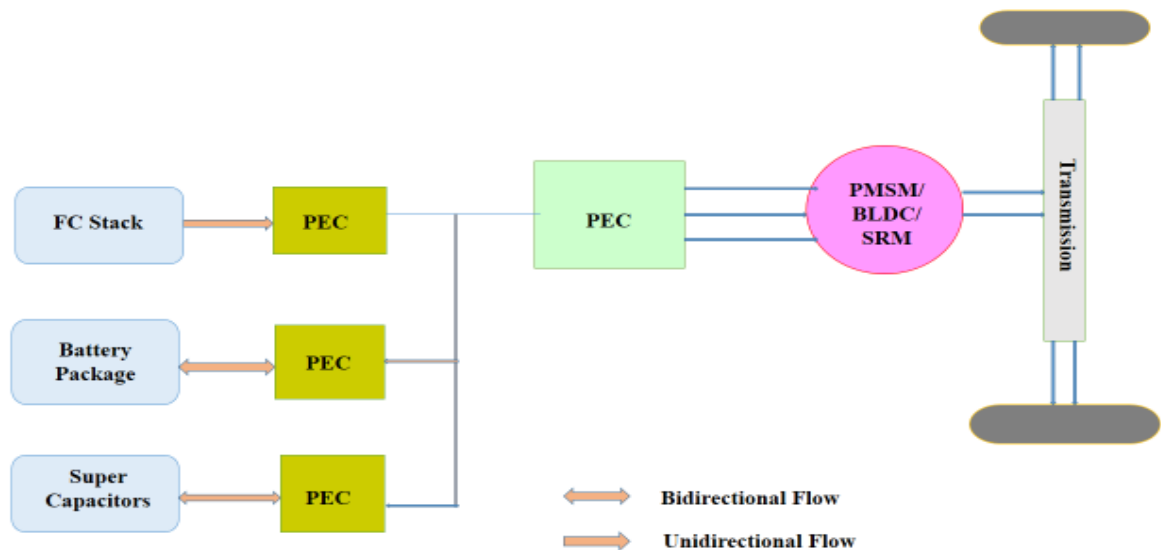 FC Stack
PEC
Battery
Package
PEC
Super
Capacitors
PEC
PEC
PMSM/
BLDC/
SRM
Transmission
Bidirectional Flow
Unidirectional Flow